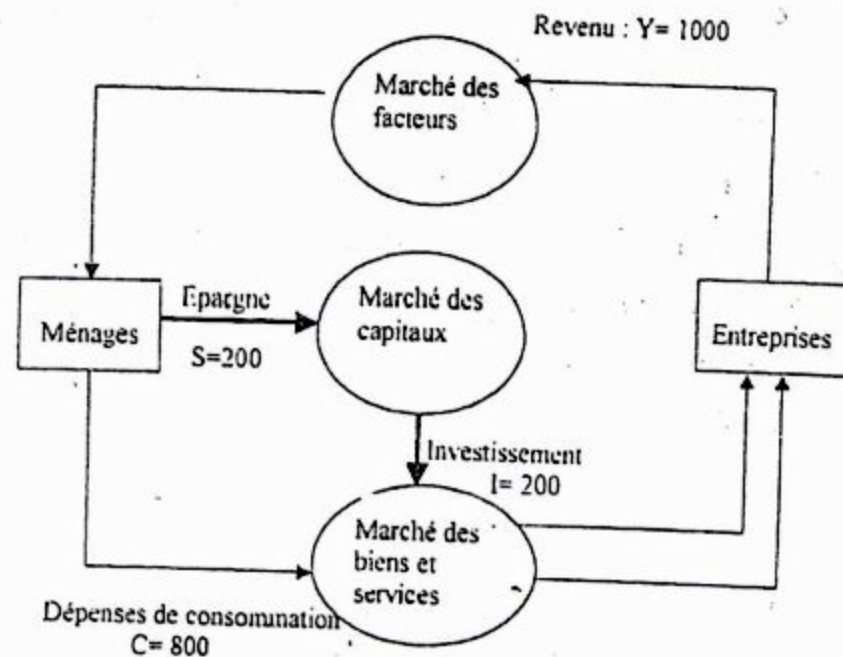 Revenu : Y= 1000
Marché des
facteurs
Epargne
S=200
Marché des
capitaux
Ménages
Entreprises
Investissement
I= 200
Marché des
biens et
services
Dépenses de consommation
C= 800